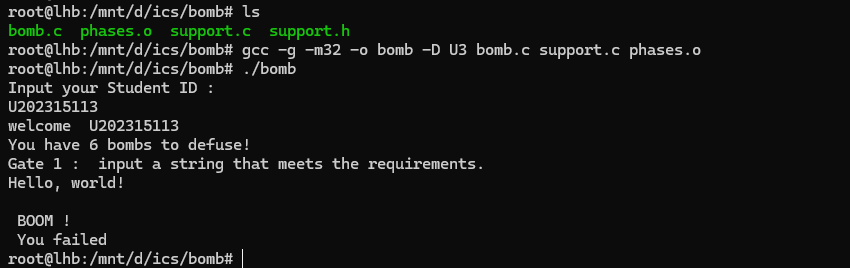 root@lhb:/mnt/d/ics/bomb# ls
bomb.c  phases.o  support.c  support.h
root@lhb:/mnt/d/ics/bomb# gcc -g -m32 -o bomb -D U3 bomb.c support.c phases.o
root@lhb:/mnt/d/ics/bomb# ./bomb
Input your Student ID :
U202315113
welcome  U202315113
You have 6 bombs to defuse!
Gate 1 :  input a string that meets the requirements.
Hello, world!
 BOOM !
 You failed
root@lhb:/mnt/d/ics/bomb#